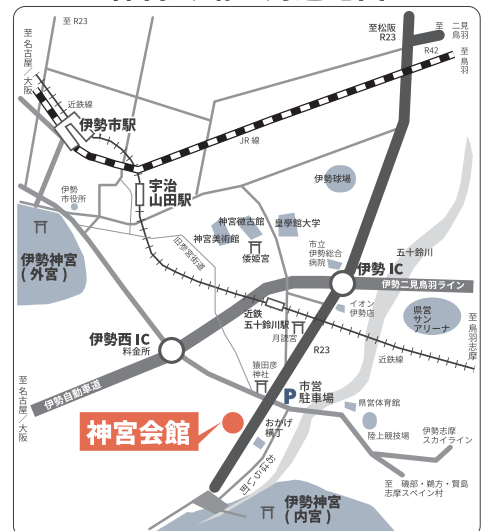 至 R23
至松阪
R23
至 二見
鳥羽
R42
至鳥羽
至名古屋／大阪
近鉄線
伊勢市駅
JR 線
宇治
山田駅
伊勢
市役所
伊勢球場
神宮徴古館
皇學館大学
神宮美術館
倭姫宮
旧参宮街道
伊勢神宮
( 外宮 )
市立
伊勢総合
病院
五十鈴川
伊勢 IC
伊勢二見鳥羽ライン
イオン
伊勢店
県営
サン
アリーナ
近鉄
五十鈴川駅
月読宮
至鳥羽志摩
伊勢西 IC
料金所
R23
近鉄線
猿田彦
神社
至名古屋／大阪
伊勢自動車道
P
市営
駐車場
県営体育館
神宮会館
おかげ
横丁
陸上競技場
伊勢志摩
スカイライン
おはらい町
至 磯部・鵜方・賢島
志摩スペイン村
伊勢神宮
( 内宮 )